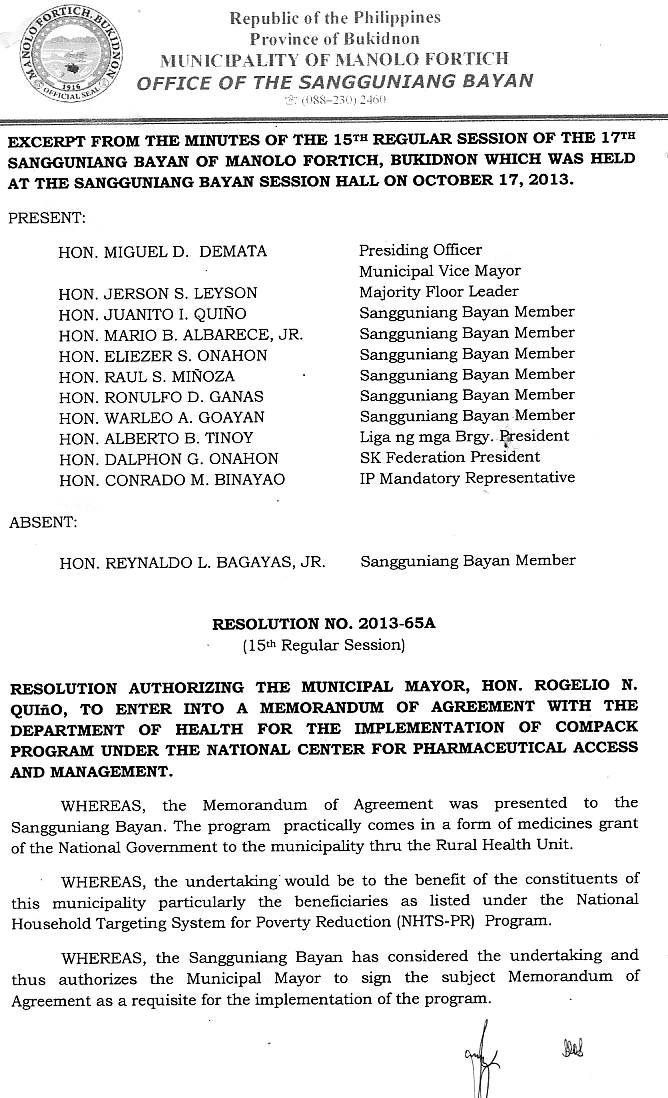 MANOLO FORTICH, BUKIDNON
1916
OFFICIAL SEAL
Republic of the Philippines
Province of Bukidnon
MUNICIPALITY OF MANOLO FORTICH
OFFICE OF THE SANGGUNIANG BAYAN
☏ (088–230) 2460
EXCERPT FROM THE MINUTES OF THE 15TH REGULAR SESSION OF THE 17TH
SANGGUNIANG BAYAN OF MANOLO FORTICH, BUKIDNON WHICH WAS HELD
AT THE SANGGUNIANG BAYAN SESSION HALL ON OCTOBER 17, 2013.
PRESENT:
HON. MIGUEL D. DEMATA Presiding Officer
Municipal Vice Mayor
HON. JERSON S. LEYSON Majority Floor Leader
HON. JUANITO I. QUIÑO Sangguniang Bayan Member
HON. MARIO B. ALBARECE, JR. Sangguniang Bayan Member
HON. ELIEZER S. ONAHON Sangguniang Bayan Member
HON. RAUL S. MIÑOZA Sangguniang Bayan Member
HON. RONULFO D. GANAS Sangguniang Bayan Member
HON. WARLEO A. GOAYAN Sangguniang Bayan Member
HON. ALBERTO B. TINOY Liga ng mga Brgy. President
HON. DALPHON G. ONAHON SK Federation President
HON. CONRADO M. BINAYAO IP Mandatory Representative
ABSENT:
HON. REYNALDO L. BAGAYAS, JR. Sangguniang Bayan Member
RESOLUTION NO. 2013-65A
(15th Regular Session)
RESOLUTION AUTHORIZING THE MUNICIPAL MAYOR, HON. ROGELIO N.
QUIñO, TO ENTER INTO A MEMORANDUM OF AGREEMENT WITH THE
DEPARTMENT OF HEALTH FOR THE IMPLEMENTATION OF COMPACK
PROGRAM UNDER THE NATIONAL CENTER FOR PHARMACEUTICAL ACCESS
AND MANAGEMENT.
WHEREAS, the Memorandum of Agreement was presented to the
Sangguniang Bayan. The program practically comes in a form of medicines grant
of the National Government to the municipality thru the Rural Health Unit.
WHEREAS, the undertaking would be to the benefit of the constituents of
this municipality particularly the beneficiaries as listed under the National
Household Targeting System for Poverty Reduction (NHTS-PR) Program.
WHEREAS, the Sangguniang Bayan has considered the undertaking and
thus authorizes the Municipal Mayor to sign the subject Memorandum of
Agreement as a requisite for the implementation of the program.